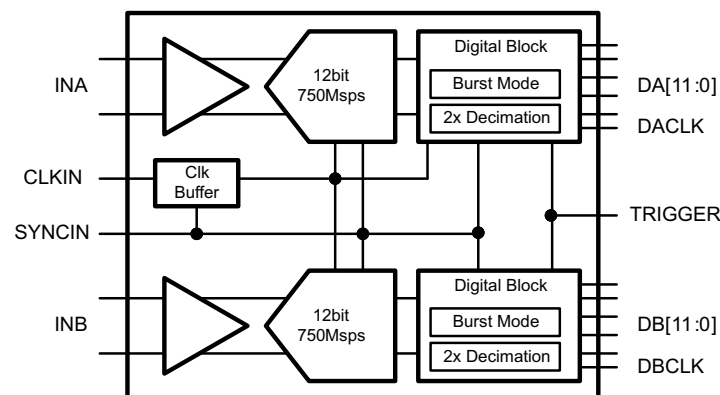 Digital Block
INA
12bit
750Msps
Burst Mode
2x Decimation
DA[11:0]
DACLK
CLKIN
Clk
Buffer
SYNCIN
TRIGGER
Digital Block
INB
12bit
750Msps
Burst Mode
2x Decimation
DB[11:0]
DBCLK